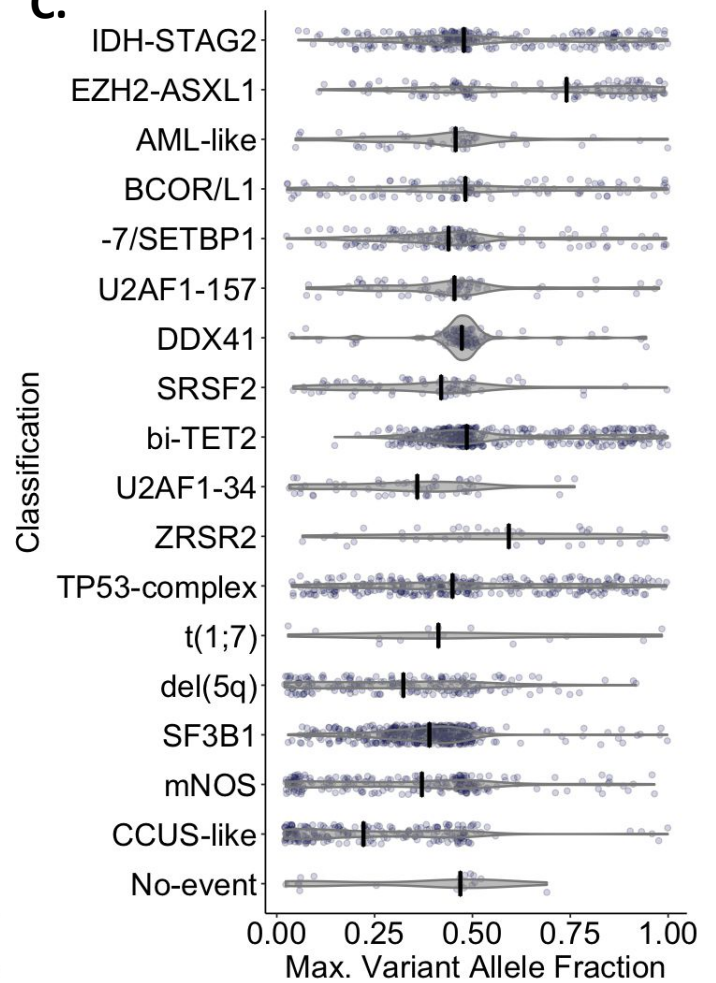 C.
IDH-STAG2
EZH2-ASXL1
AML-like
BCOR/L1
-7/SETBP1
U2AF1-157
DDX41
SRSF2
bi-TET2
U2AF1-34
ZRSR2
TP53-complex
t(1;7)
del(5q)
SF3B1
mNOS
CCUS-like
No-event
Classification
0.00 0.25 0.50 0.75 1.00
Max. Variant Allele Fraction